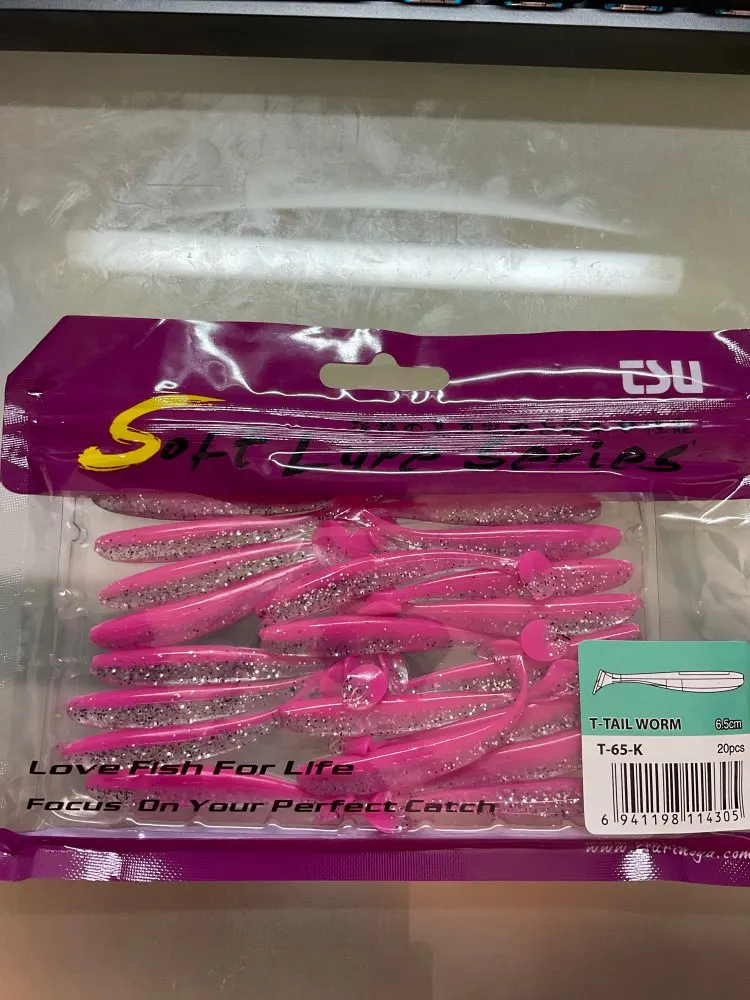 TSU
Soft Lure Series
T-TAIL WORM 6.5cm
T-65-K 20pcs
6 941198 114305
Love Fish For Life
Focus On Your Perfect Catch